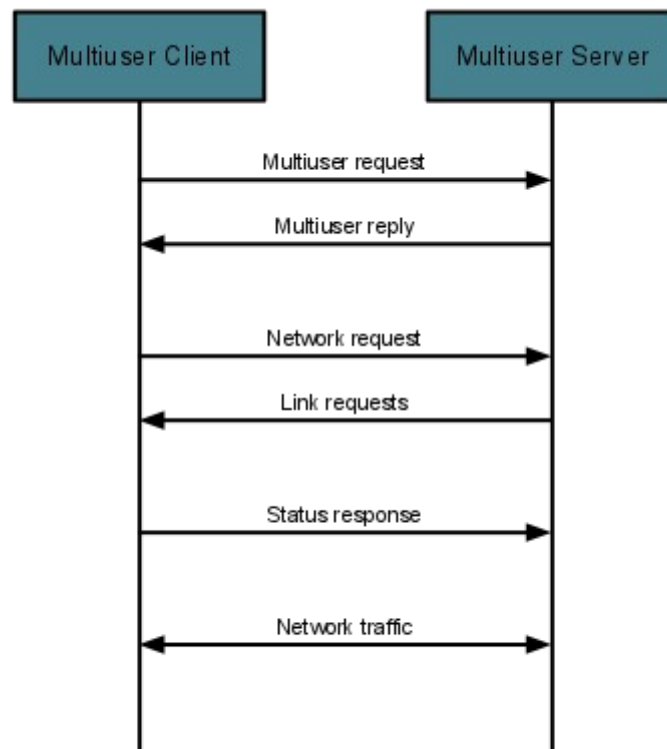 Multiuser Client
Multiuser Server
Multiuser request
Multiuser reply
Network request
Link requests
Status response
Network traffic